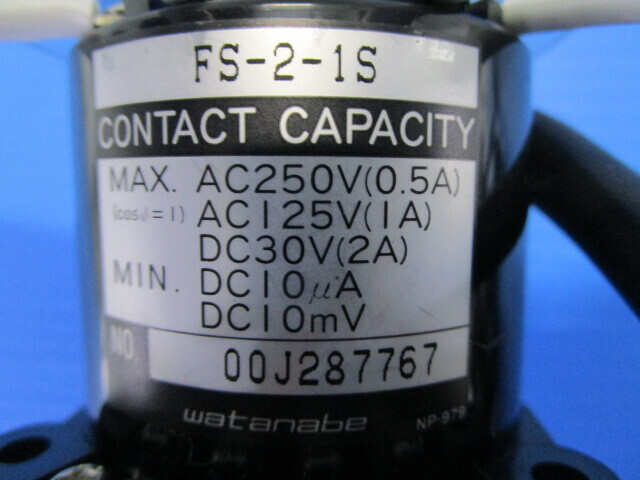 FS-2-1S
CONTACT CAPACITY
MAX. AC250V(0.5A)
(cosϕ=1) AC125V(1A)
DC30V(2A)
MIN. DC10μA
DC10mV
NO. 00J287767
watanabe NP-979